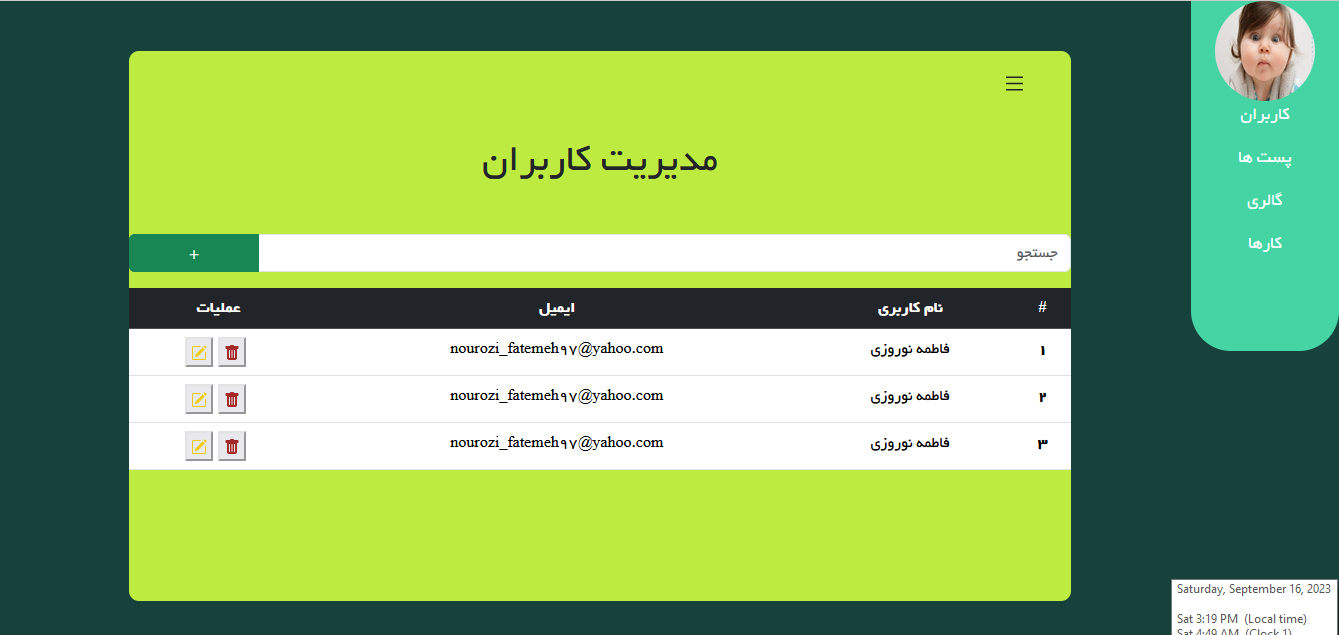 کاربران
پست ها
گالری
کارها
مدیریت کاربران
جستجو +
# نام کاربری ایمیل عملیات
۱ فاطمه نوروزی nourozi_fatemeh۹۷@yahoo.com
۲ فاطمه نوروزی nourozi_fatemeh۹۷@yahoo.com
۳ فاطمه نوروزی nourozi_fatemeh۹۷@yahoo.com
Saturday, September 16, 2023
Sat 3:19 PM (Local time)
Sat 4:49 AM (Clock 1)